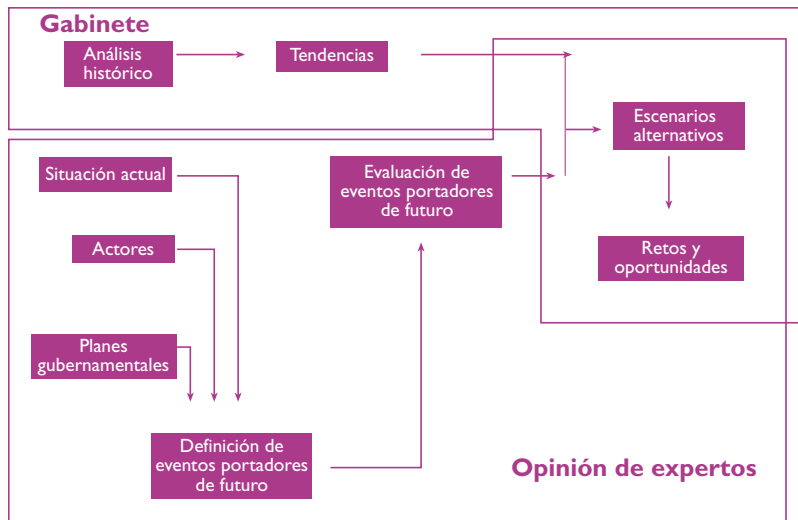 Gabinete
Análisis
histórico
Tendencias
Escenarios
alternativos
Situación actual
Evaluación de
eventos portadores
de futuro
Actores
Retos y
oportunidades
Planes
gubernamentales
Definición de
eventos portadores
de futuro
Opinión de expertos